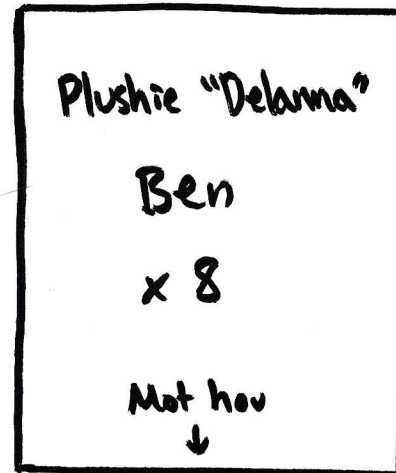 Plushie "Delanna"
Ben
x 8
Mot hov
↓